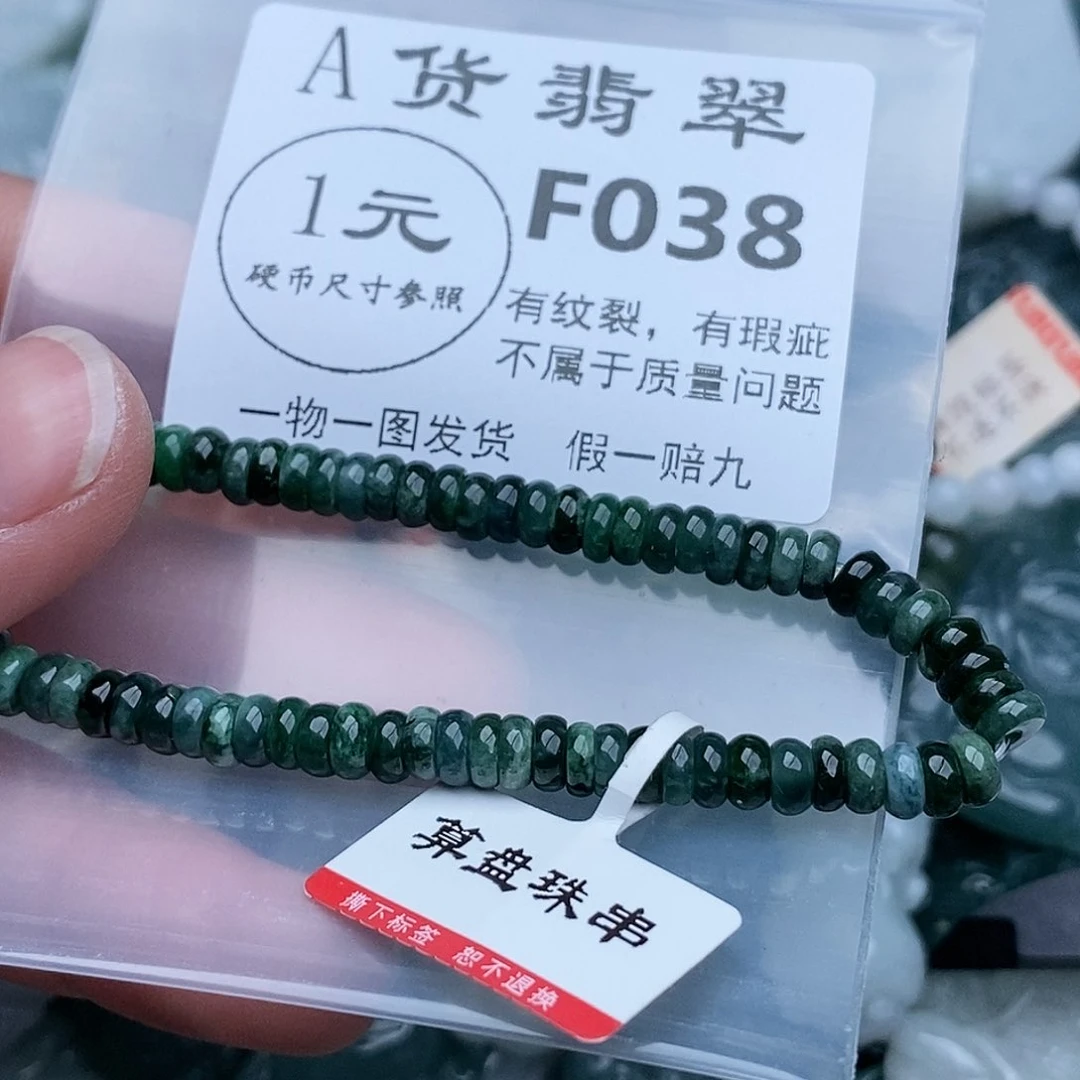 A货翡翠
1元
硬币尺寸参照
F038
有纹裂，有瑕疵
不属于质量问题
一物一图发货 假一赔九
算盘珠串
撕下标签 恕不退换